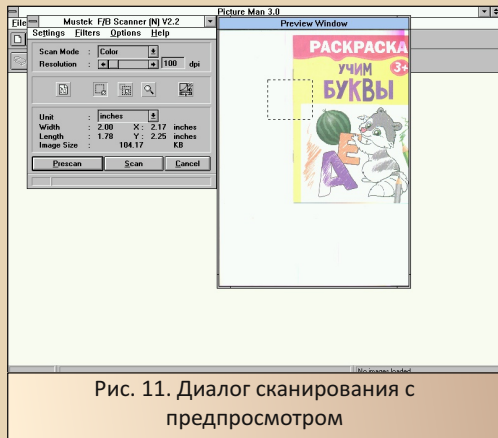 Picture Man 3.0
File
Mustek F/B Scanner (N) V2.2
Settings Filters Options Help
Scan Mode : Color
Resolution : 100 dpi
Unit : inches
Width : 2.00 X : 2.17 inches
Length : 1.78 Y : 2.25 inches
Image Size : 104.17 KB
Prescan Scan Cancel
Preview Window
РАСКРАСКА
УЧИМ 3+
БУКВЫ
А Е
No images loaded
Рис. 11. Диалог сканирования с
предпросмотром